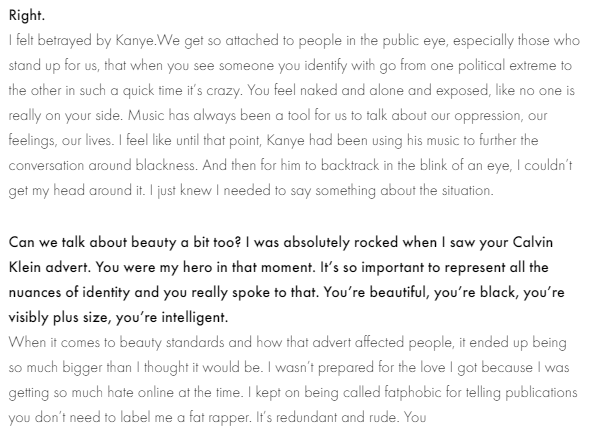 Right.
I felt betrayed by Kanye.We get so attached to people in the public eye, especially those who
stand up for us, that when you see someone you identify with go from one political extreme to
the other in such a quick time it's crazy. You feel naked and alone and exposed, like no one is
really on your side. Music has always been a tool for us to talk about our oppression, our
feelings, our lives. I feel like until that point, Kanye had been using his music to further the
conversation around blackness. And then for him to backtrack in the blink of an eye, I couldn't
get my head around it. I just knew I needed to say something about the situation.
Can we talk about beauty a bit too? I was absolutely rocked when I saw your Calvin
Klein advert. You were my hero in that moment. It's so important to represent all the
nuances of identity and you really spoke to that. You're beautiful, you're black, you're
visibly plus size, you're intelligent.
When it comes to beauty standards and how that advert affected people, it ended up being
so much bigger than I thought it would be. I wasn't prepared for the love I got because I was
getting so much hate online at the time. I kept on being called fatphobic for telling publications
you don't need to label me a fat rapper. It's redundant and rude. You